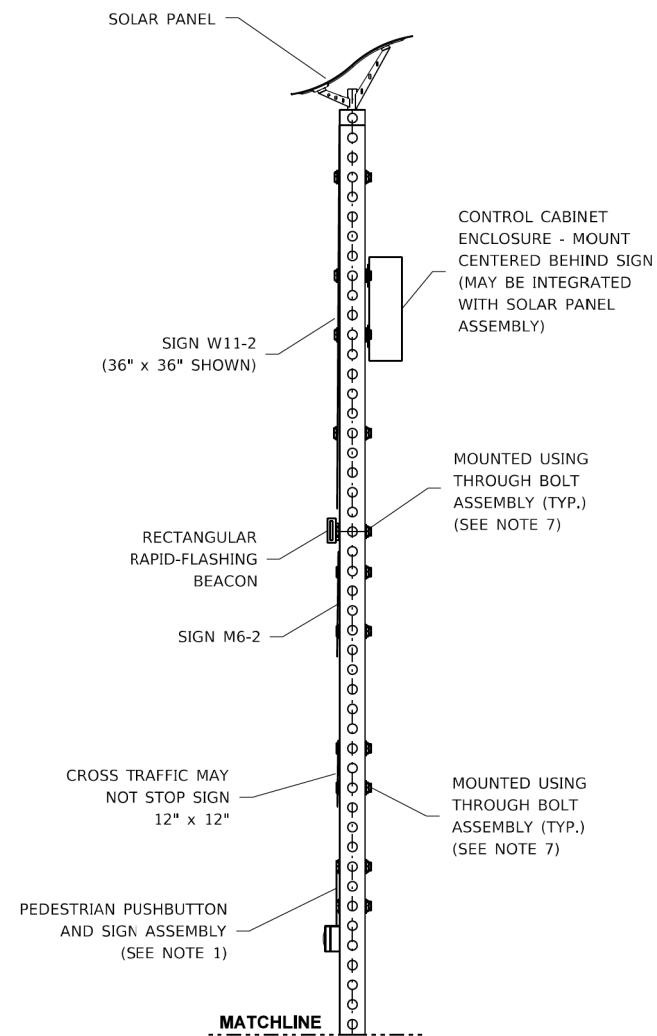 SOLAR PANEL
CONTROL CABINET
ENCLOSURE - MOUNT
CENTERED BEHIND SIGN
(MAY BE INTEGRATED
WITH SOLAR PANEL
ASSEMBLY)
SIGN W11-2
(36" x 36" SHOWN)
MOUNTED USING
THROUGH BOLT
ASSEMBLY (TYP.)
(SEE NOTE 7)
RECTANGULAR
RAPID-FLASHING
BEACON
SIGN M6-2
CROSS TRAFFIC MAY
NOT STOP SIGN
12" x 12"
MOUNTED USING
THROUGH BOLT
ASSEMBLY (TYP.)
(SEE NOTE 7)
PEDESTRIAN PUSHBUTTON
AND SIGN ASSEMBLY
(SEE NOTE 1)
MATCHLINE